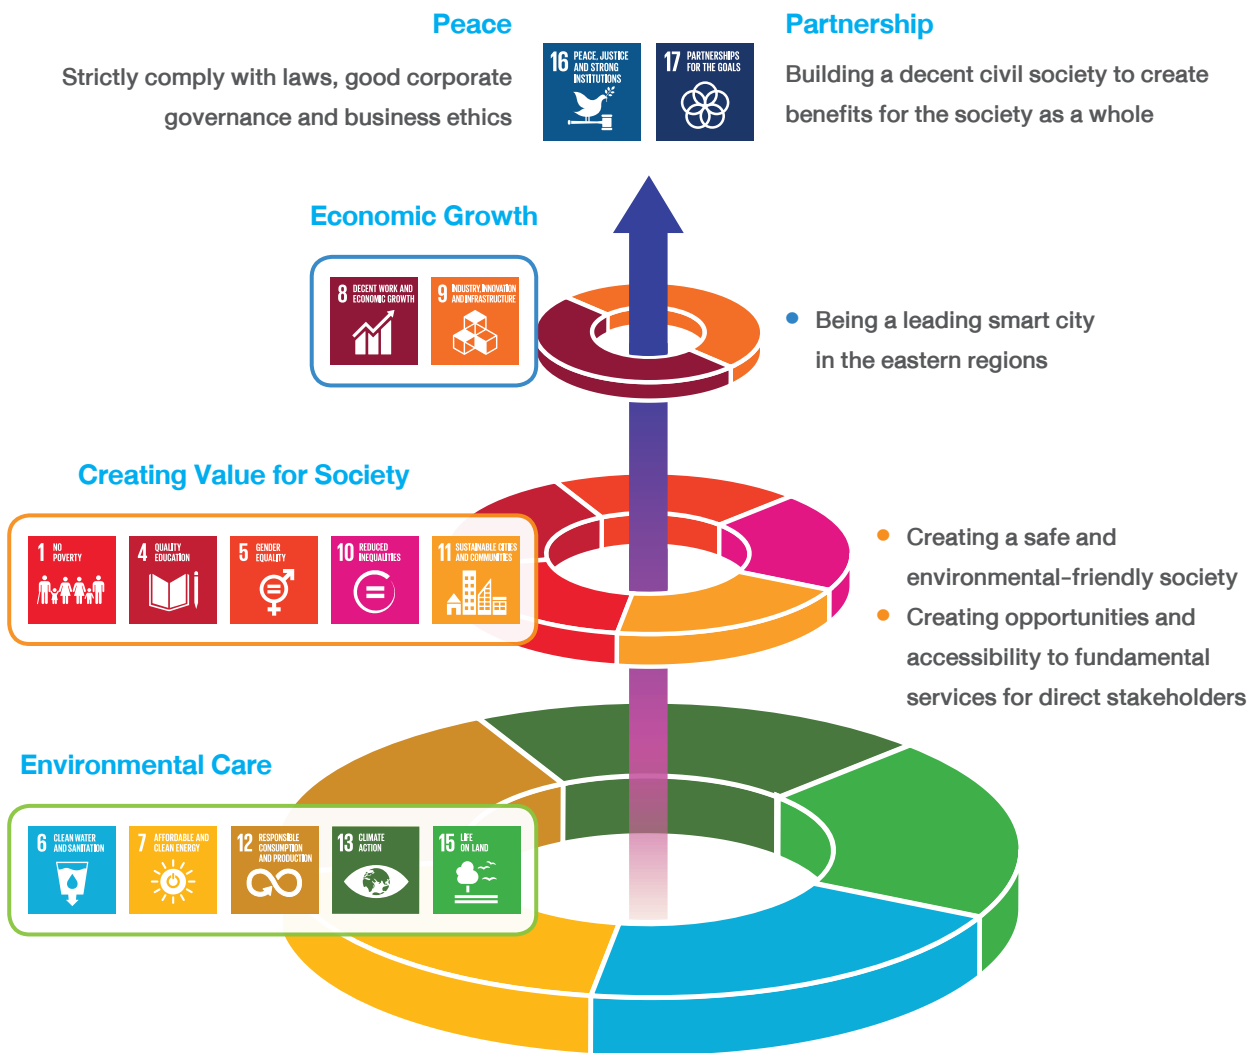 Peace
Strictly comply with laws, good corporate
governance and business ethics
16 PEACE, JUSTICE
AND STRONG
INSTITUTIONS
17 PARTNERSHIPS
FOR THE GOALS
Partnership
Building a decent civil society to create
benefits for the society as a whole
Economic Growth
8 DECENT WORK AND
ECONOMIC GROWTH
9 INDUSTRY, INNOVATION
AND INFRASTRUCTURE
• Being a leading smart city
in the eastern regions
Creating Value for Society
1 NO
POVERTY
4 QUALITY
EDUCATION
5 GENDER
EQUALITY
10 REDUCED
INEQUALITIES
11 SUSTAINABLE CITIES
AND COMMUNITIES
• Creating a safe and
environmental-friendly society
• Creating opportunities and
accessibility to fundamental
services for direct stakeholders
Environmental Care
6 CLEAN WATER
AND SANITATION
7 AFFORDABLE AND
CLEAN ENERGY
12 RESPONSIBLE
CONSUMPTION
AND PRODUCTION
13 CLIMATE
ACTION
15 LIFE
ON LAND